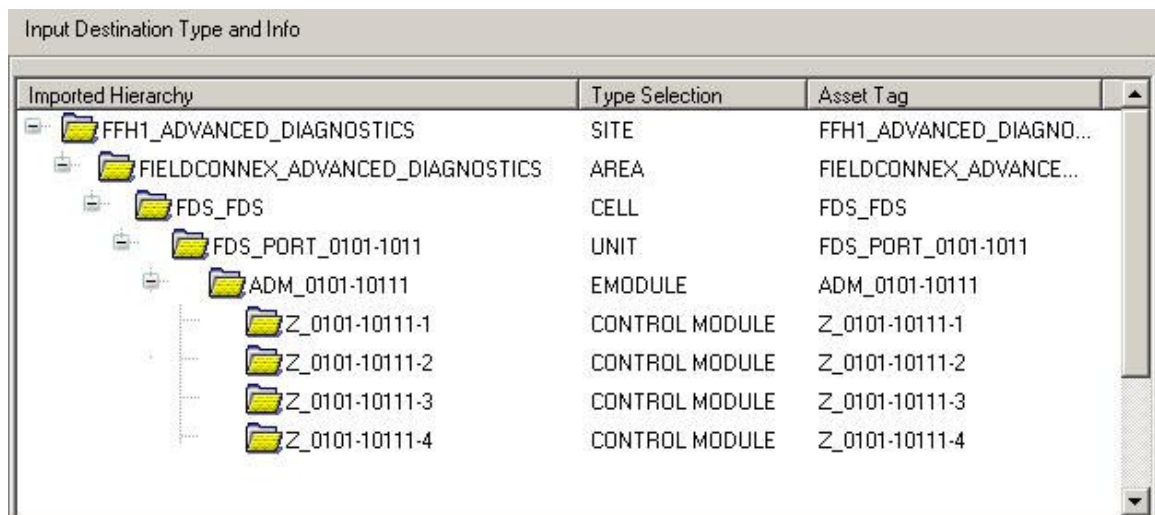 Input Destination Type and Info
Imported Hierarchy Type Selection Asset Tag
FFH1_ADVANCED_DIAGNOSTICS SITE FFH1_ADVANCED_DIAGNO...
FIELDCONNEX_ADVANCED_DIAGNOSTICS AREA FIELDCONNEX_ADVANCE...
FDS_FDS CELL FDS_FDS
FDS_PORT_0101-1011 UNIT FDS_PORT_0101-1011
ADM_0101-10111 EMODULE ADM_0101-10111
Z_0101-10111-1 CONTROL MODULE Z_0101-10111-1
Z_0101-10111-2 CONTROL MODULE Z_0101-10111-2
Z_0101-10111-3 CONTROL MODULE Z_0101-10111-3
Z_0101-10111-4 CONTROL MODULE Z_0101-10111-4